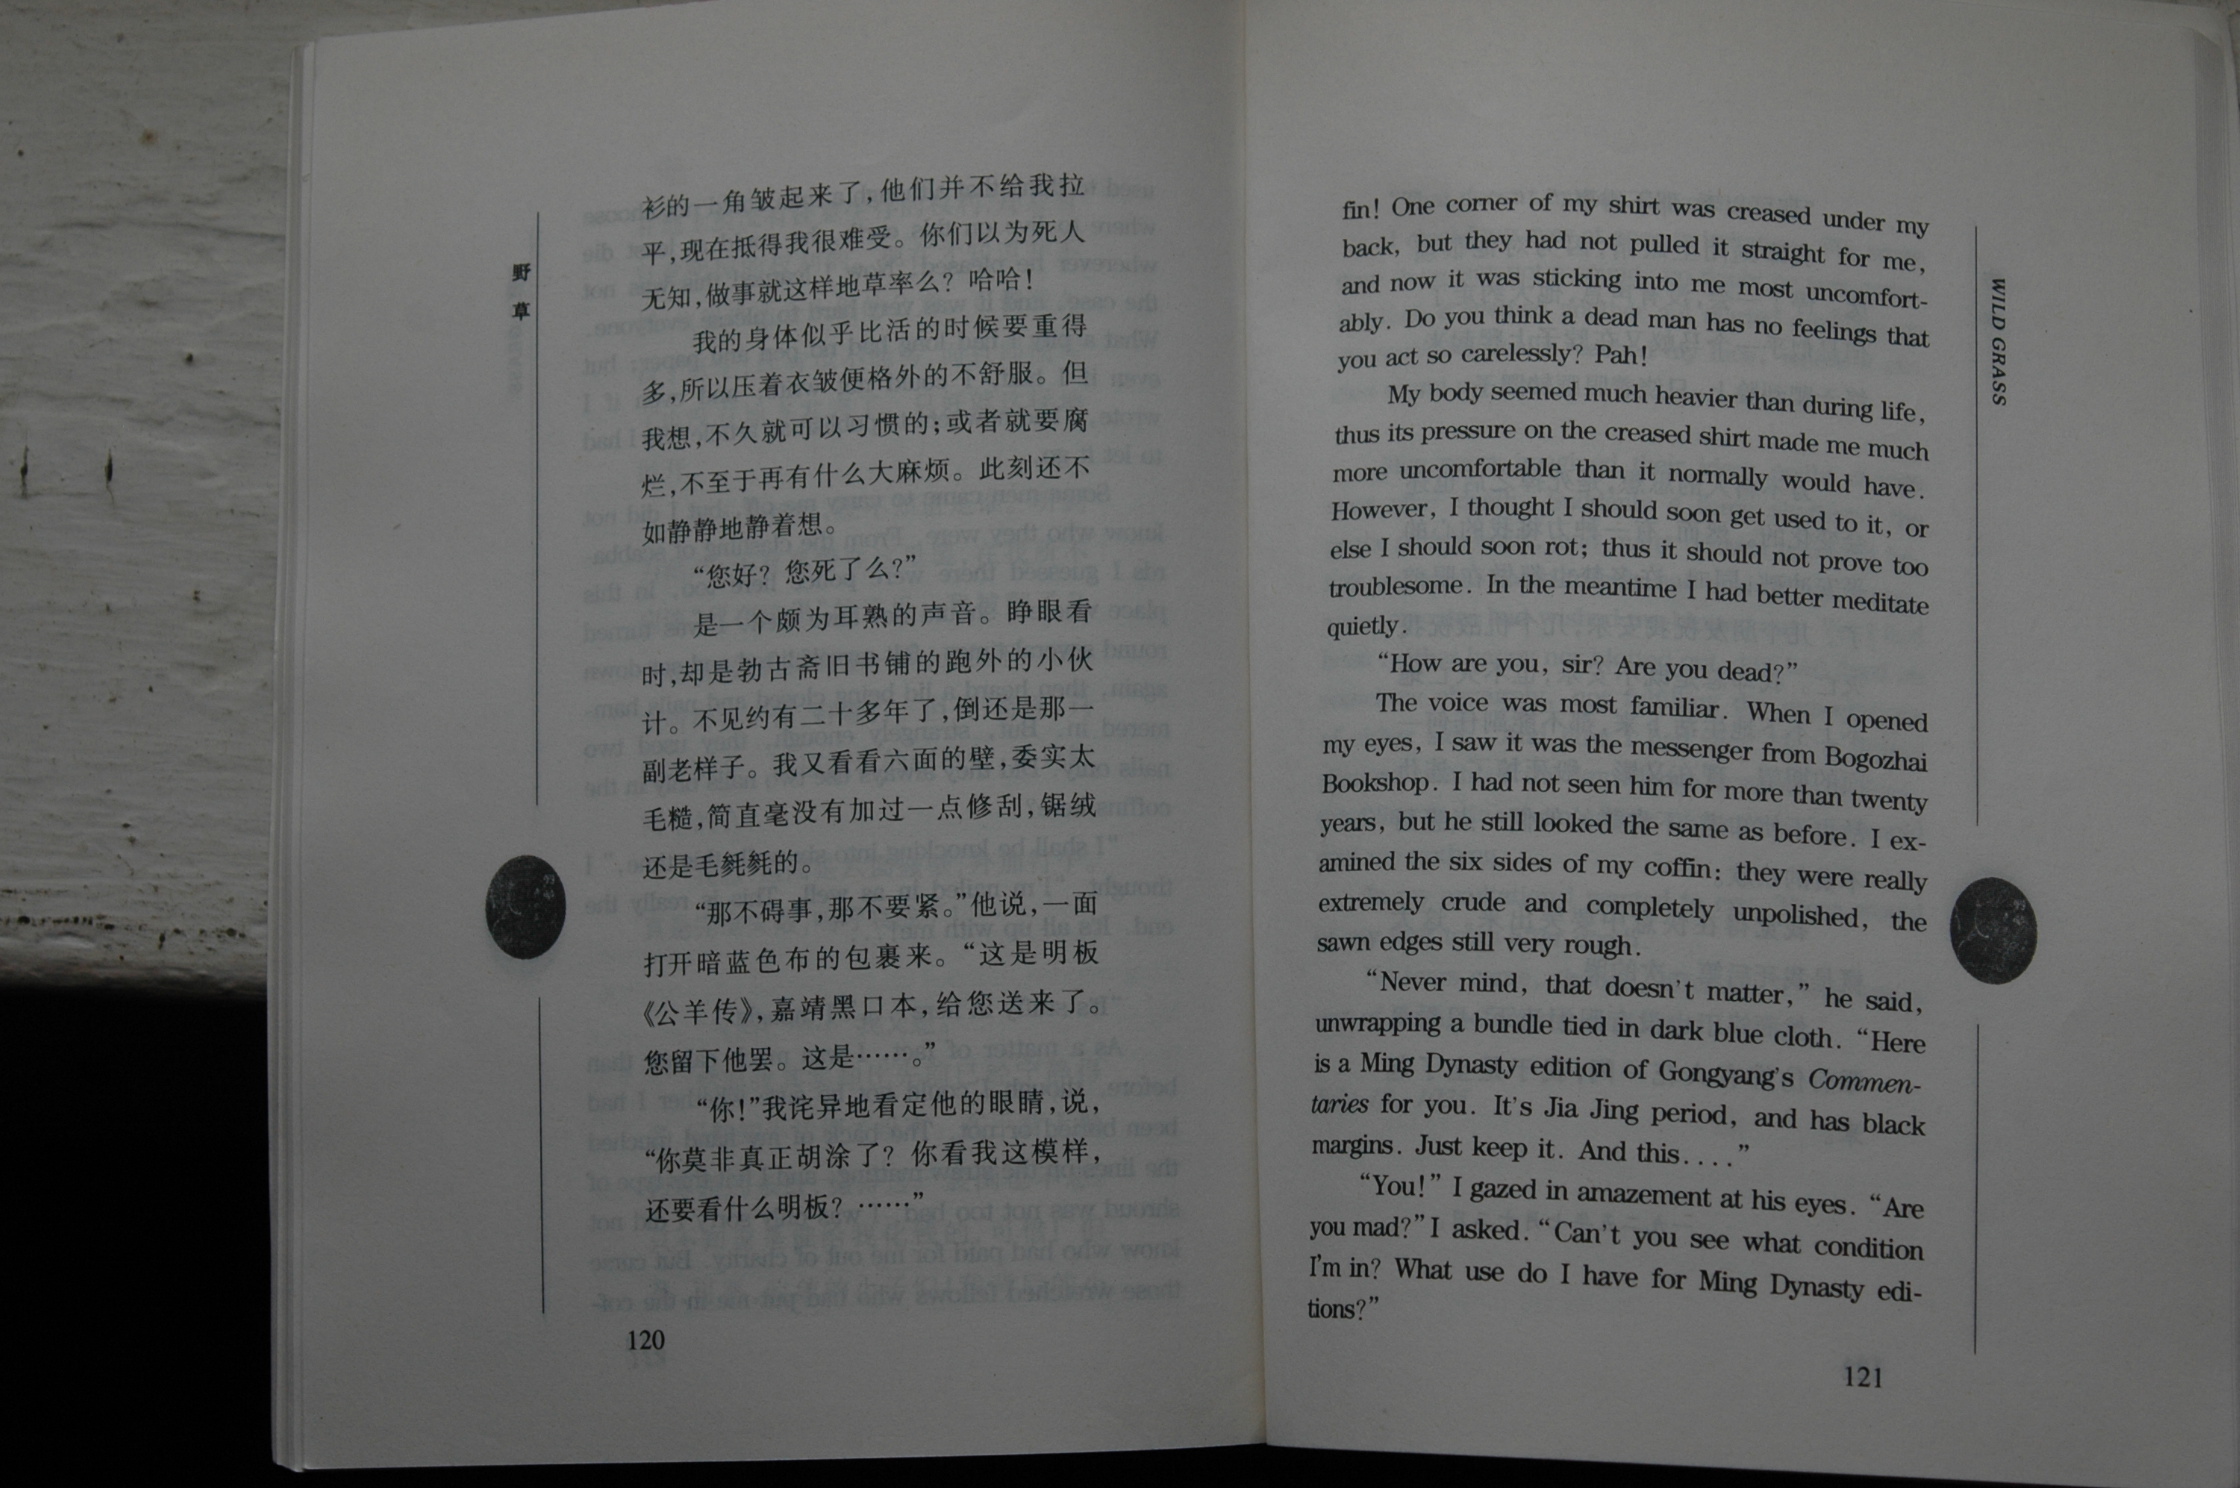 野草
衫的一角皱起来了,他们并不给我拉
平,现在抵得我很难受。你们以为死人
无知,做事就这样地草率么？哈哈！
我的身体似乎比活的时候要重得
多,所以压着衣皱便格外的不舒服。但
我想,不久就可以习惯的;或者就要腐
烂,不至于再有什么大麻烦。此刻还不
如静静地静着想。
“您好？您死了么？”
是一个颇为耳熟的声音。睁眼看
时,却是勃古斋旧书铺的跑外的小伙
计。不见约有二十多年了,倒还是那一
副老样子。我又看看六面的壁,委实太
毛糙,简直毫没有加过一点修刮,锯绒
还是毛毵毵的。
“那不碍事,那不要紧。”他说,一面
打开暗蓝色布的包裹来。“这是明板
《公羊传》,嘉靖黑口本,给您送来了。
您留下他罢。这是……。”
“你！”我诧异地看定他的眼睛,说,
“你莫非真正胡涂了？你看我这模样,
还要看什么明板？……”
120
fin! One corner of my shirt was creased under my
back, but they had not pulled it straight for me,
and now it was sticking into me most uncomfort-
ably. Do you think a dead man has no feelings that
you act so carelessly? Pah!
My body seemed much heavier than during life,
thus its pressure on the creased shirt made me much
more uncomfortable than it normally would have.
However, I thought I should soon get used to it, or
else I should soon rot; thus it should not prove too
troublesome. In the meantime I had better meditate
quietly.
“How are you, sir? Are you dead?”
The voice was most familiar. When I opened
my eyes, I saw it was the messenger from Bogozhai
Bookshop. I had not seen him for more than twenty
years, but he still looked the same as before. I ex-
amined the six sides of my coffin: they were really
extremely crude and completely unpolished, the
sawn edges still very rough.
“Never mind, that doesn't matter,” he said,
unwrapping a bundle tied in dark blue cloth. “Here
is a Ming Dynasty edition of Gongyang's Commen-
taries for you. It's Jia Jing period, and has black
margins. Just keep it. And this....”
“You!” I gazed in amazement at his eyes. “Are
you mad?” I asked. “Can't you see what condition
I'm in? What use do I have for Ming Dynasty edi-
tions?”
WILD GRASS
121